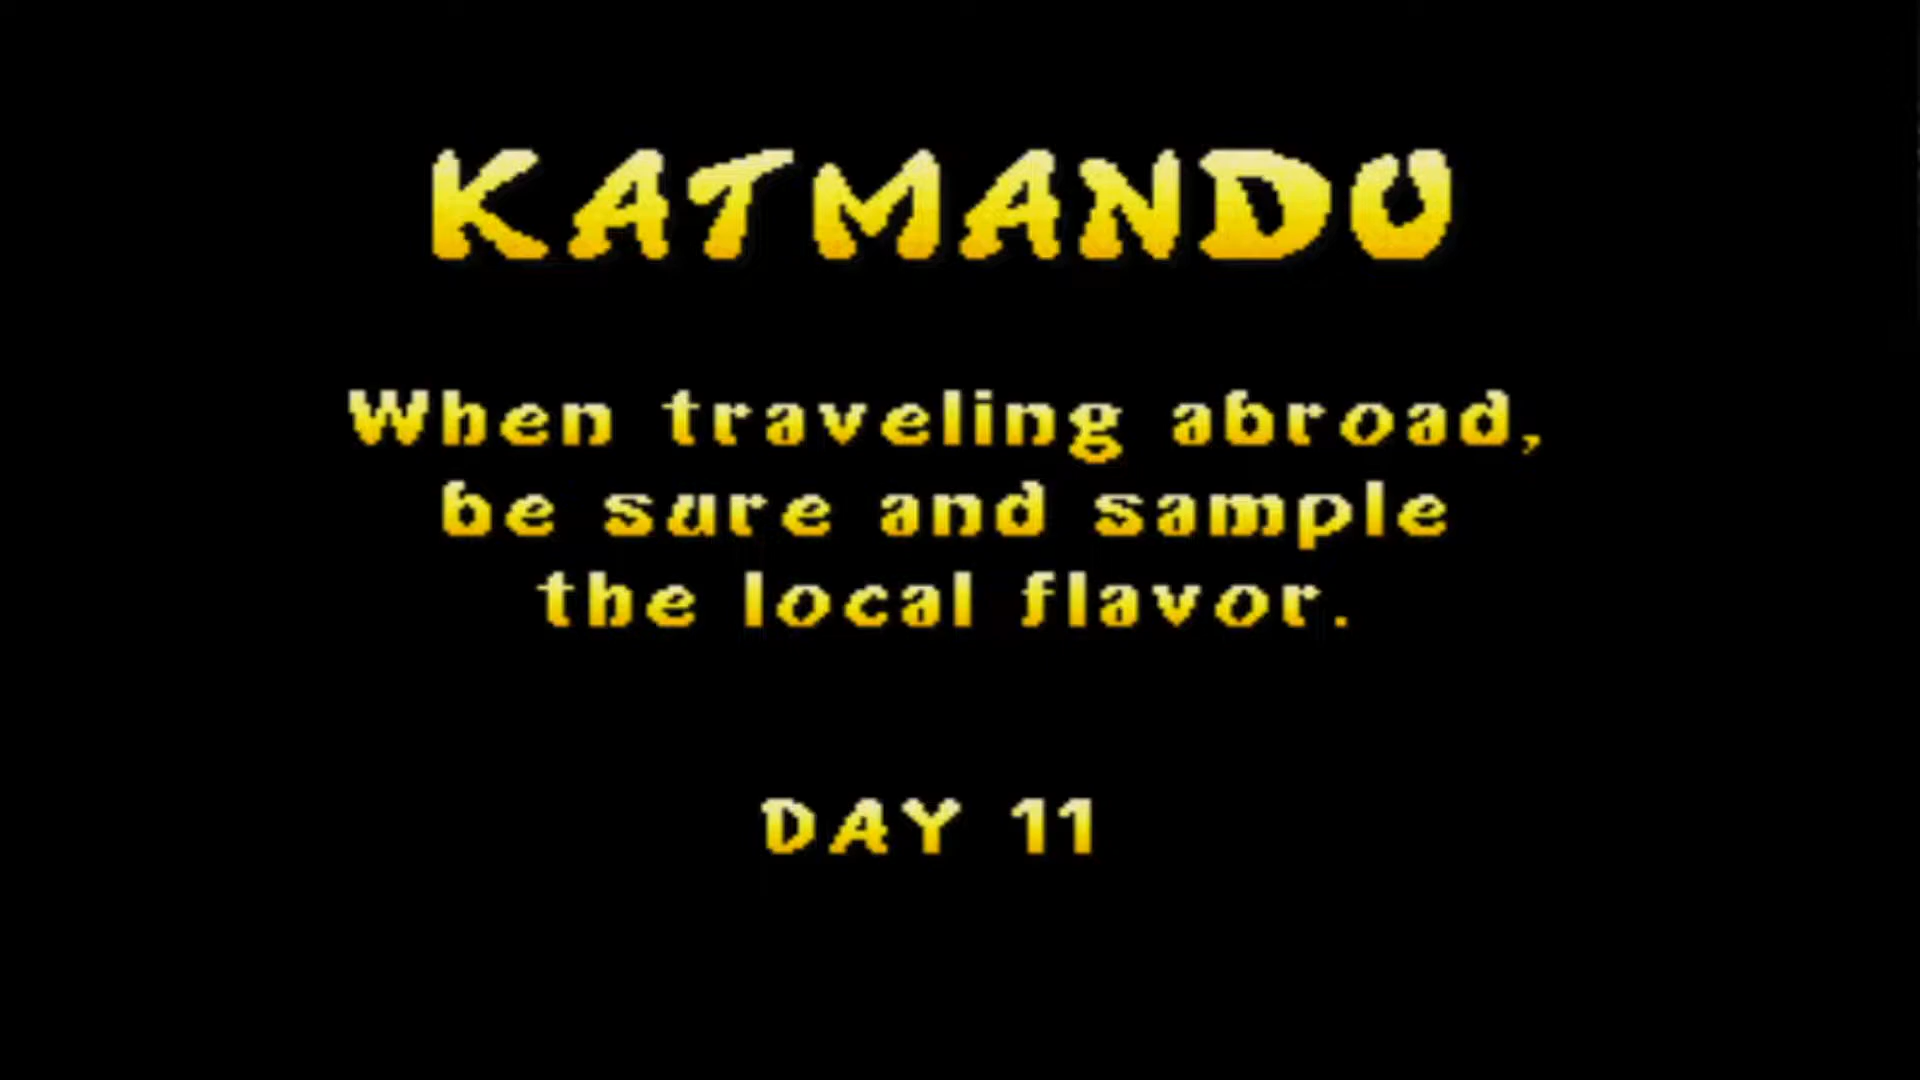 KATMANDU
When traveling abroad,
be sure and sample
the local flavor.
DAY 11